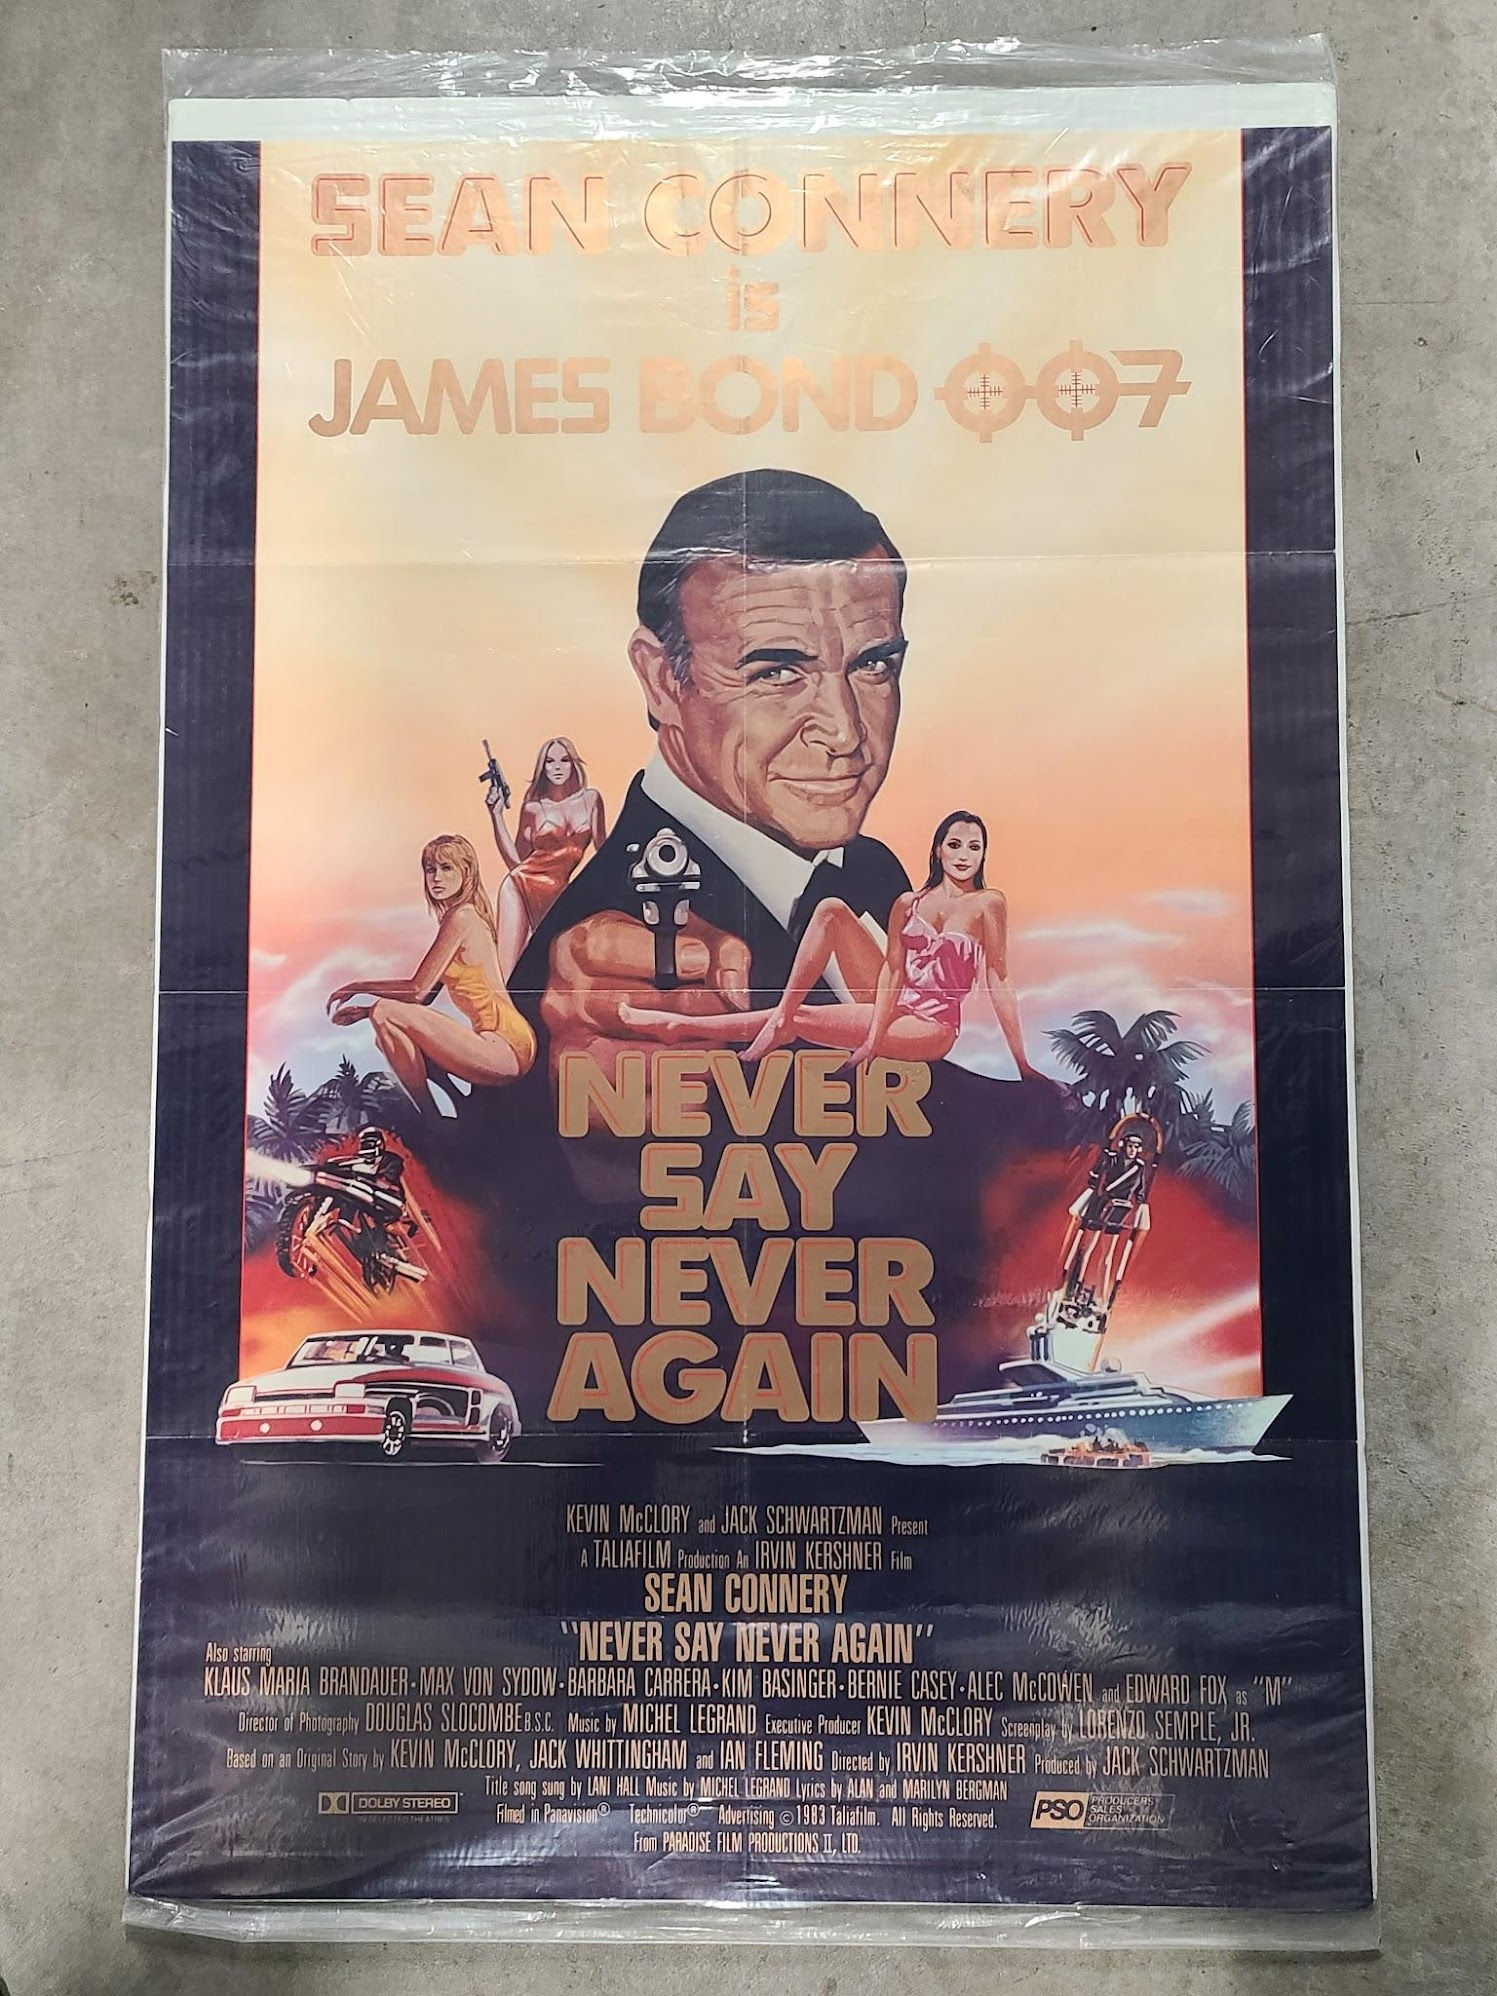 SEAN CONNERY
is
JAMES BOND 007
NEVER
SAY
NEVER
AGAIN
KEVIN McCLORY and JACK SCHWARTZMAN Present
A TALIAFILM Production An IRVIN KERSHNER Film
SEAN CONNERY
"NEVER SAY NEVER AGAIN"
Also starring
KLAUS MARIA BRANDAUER • MAX VON SYDOW • BARBARA CARRERA • KIM BASINGER • BERNIE CASEY • ALEC McCOWEN and EDWARD FOX as "M"
Director of Photography DOUGLAS SLOCOMBE B.S.C. Music by MICHEL LEGRAND Executive Producer KEVIN McCLORY Screenplay by LORENZO SEMPLE, JR.
Based on an Original Story by KEVIN McCLORY, JACK WHITTINGHAM and IAN FLEMING Directed by IRVIN KERSHNER Produced by JACK SCHWARTZMAN
Title song sung by LANI HALL Music by MICHEL LEGRAND Lyrics by ALAN and MARILYN BERGMAN
DOLBY STEREO
IN SELECTED THEATRES
Filmed in Panavision® Technicolor® Advertising © 1983 Taliafilm. All Rights Reserved.
From PARADISE FILM PRODUCTIONS II, LTD.
PSO PRODUCERS
SALES
ORGANIZATION